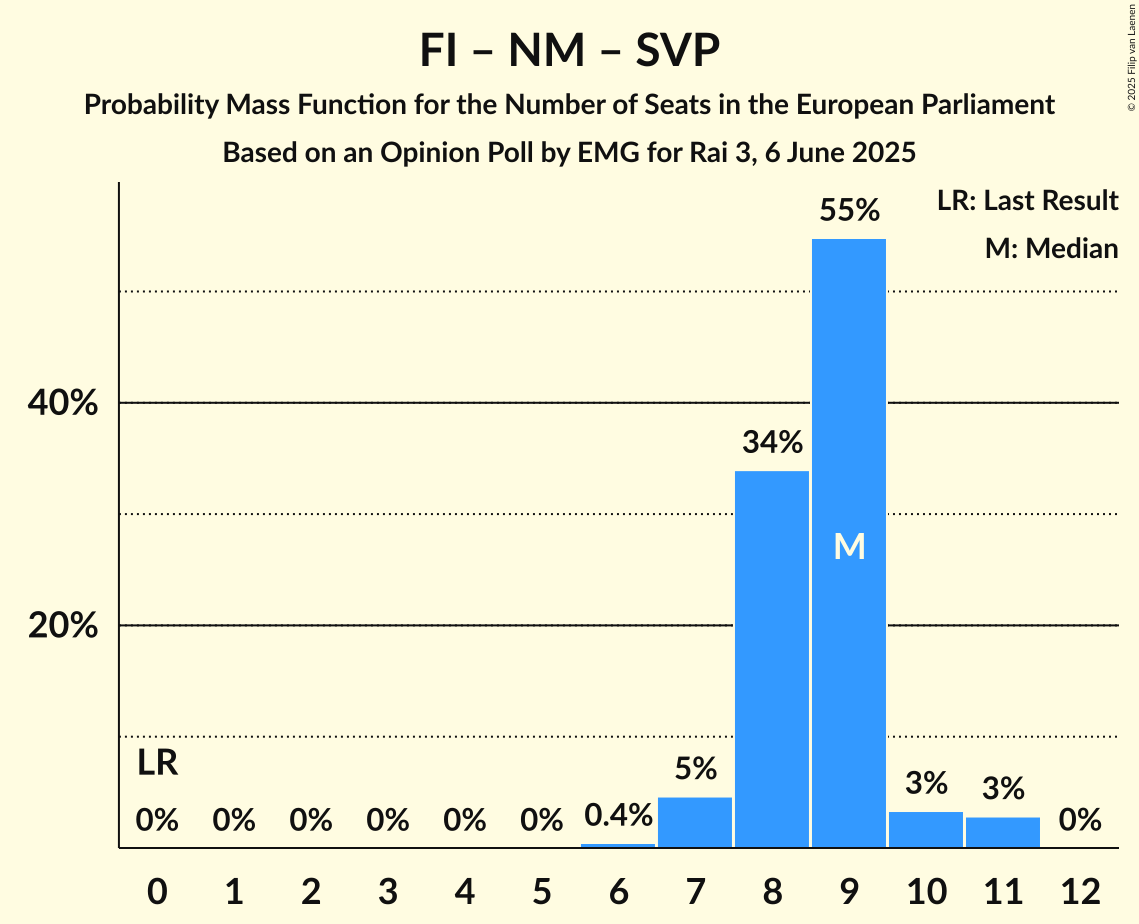 FI – NM – SVP
Probability Mass Function for the Number of Seats in the European Parliament
Based on an Opinion Poll by EMG for Rai 3, 6 June 2025
© 2025 Filip van Laenen
LR: Last Result
M: Median
55%
40%
34%
M
20%
LR
0% 0% 0% 0% 0% 0% 0.4% 5% 3% 3% 0%
0 1 2 3 4 5 6 7 8 9 10 11 12